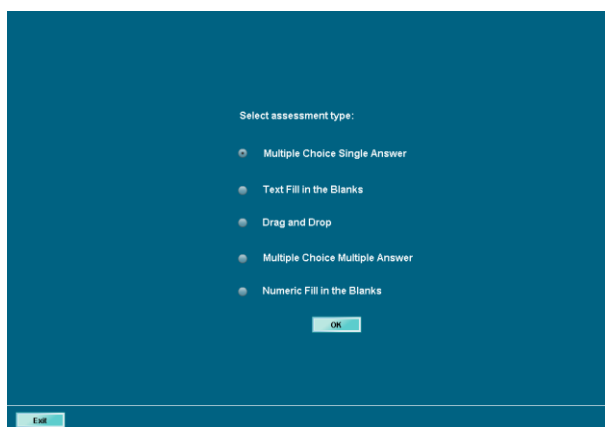 Select assessment type:
Multiple Choice Single Answer
Text Fill in the Blanks
Drag and Drop
Multiple Choice Multiple Answer
Numeric Fill in the Blanks
OK
Exit